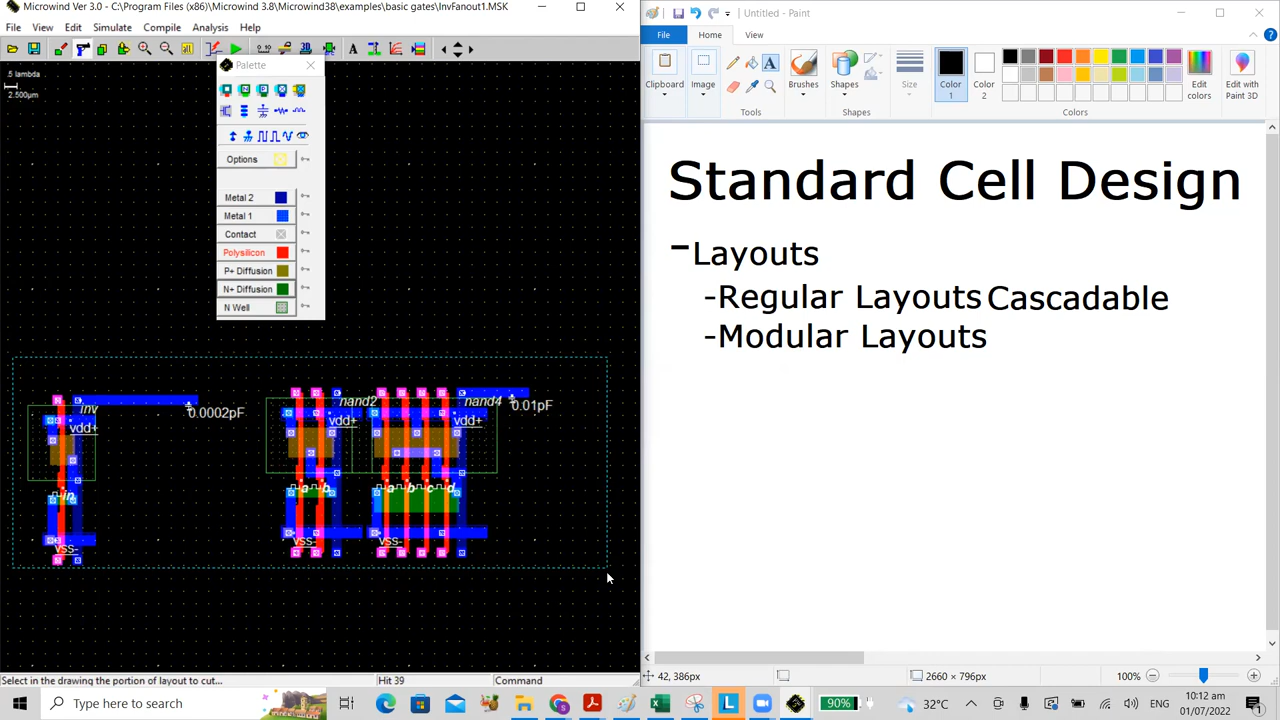 Microwind Ver 3.0 - C:\Program Files (x86)\Microwind 3.8\Microwind38\examples\basic gates\InvFanout1.MSK
File View Edit Simulate Compile Analysis Help
.5 lambda
2.500µm
Palette
Options
Metal 2
Metal 1
Contact
Polysilicon
P+ Diffusion
N+ Diffusion
N Well
inv
vdd+
in
vss-
0.0002pF
nand2
vdd+
a b
vss-
nand4
vdd+
a b c d
vss-
0.01pF
Select in the drawing the portion of layout to cut...
Hit 39
Command
Untitled - Paint
File Home View
Clipboard
Image
Tools
Brushes
Shapes
Shapes
Size
Color 1
Color 2
Colors
Edit colors
Edit with Paint 3D
Standard Cell Design
-Layouts
-Regular Layouts Cascadable
-Modular Layouts
42, 386px
2660 × 796px
100%
Type here to search
90%
32°C
ENG
10:12 am
01/07/2022